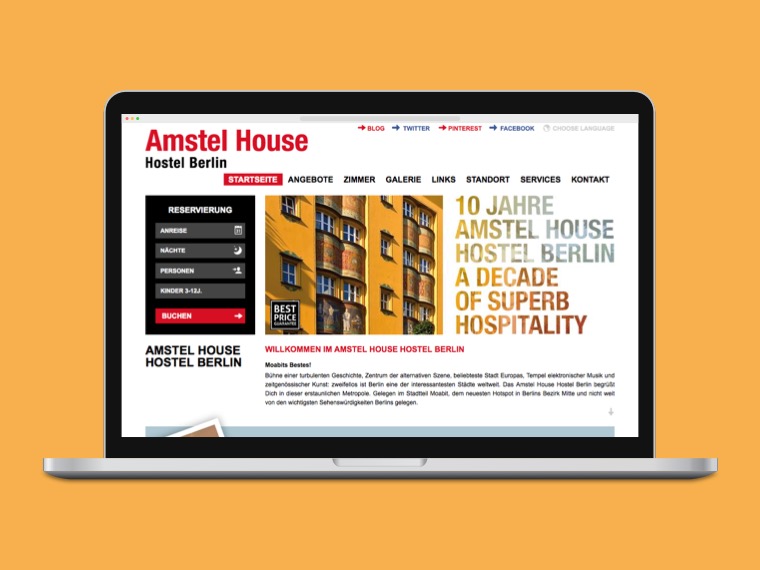 Amstel House
Hostel Berlin
BLOG TWITTER PINTEREST FACEBOOK CHOOSE LANGUAGE
STARTSEITE ANGEBOTE ZIMMER GALERIE LINKS STANDORT SERVICES KONTAKT
RESERVIERUNG
ANREISE
NÄCHTE
PERSONEN
KINDER 3-12J.
BUCHEN
BEST
PRICE
GUARANTEE
10 JAHRE
AMSTEL HOUSE
HOSTEL BERLIN
A DECADE
OF SUPERB
HOSPITALITY
AMSTEL HOUSE
HOSTEL BERLIN
WILLKOMMEN IM AMSTEL HOUSE HOSTEL BERLIN
Moabits Bestes!
Bühne einer turbulenten Geschichte, Zentrum der alternativen Szene, beliebteste Stadt Europas, Tempel elektronischer Musik und
zeitgenössischer Kunst: zweifellos ist Berlin eine der interessantesten Städte weltweit. Das Amstel House Hostel Berlin begrüßt
Dich in dieser erstaunlichen Metropole. Gelegen im Stadtteil Moabit, dem neuesten Hotspot in Berlins Bezirk Mitte und nicht weit
von den wichtigsten Sehenswürdigkeiten Berlins gelegen.